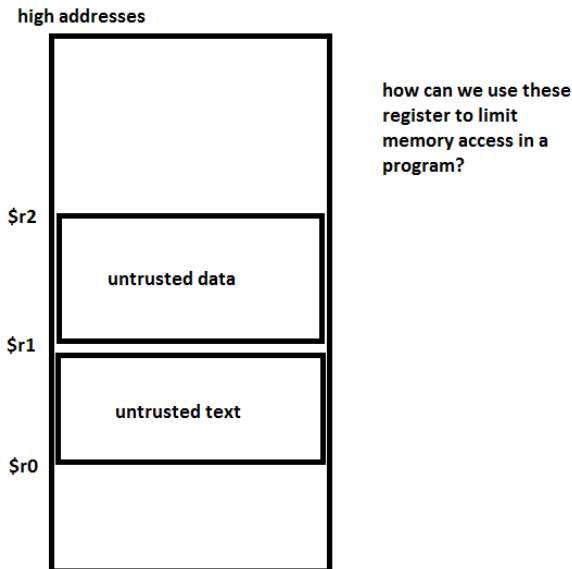 high addresses
how can we use these
register to limit
memory access in a
program?
$r2
untrusted data
$r1
untrusted text
$r0